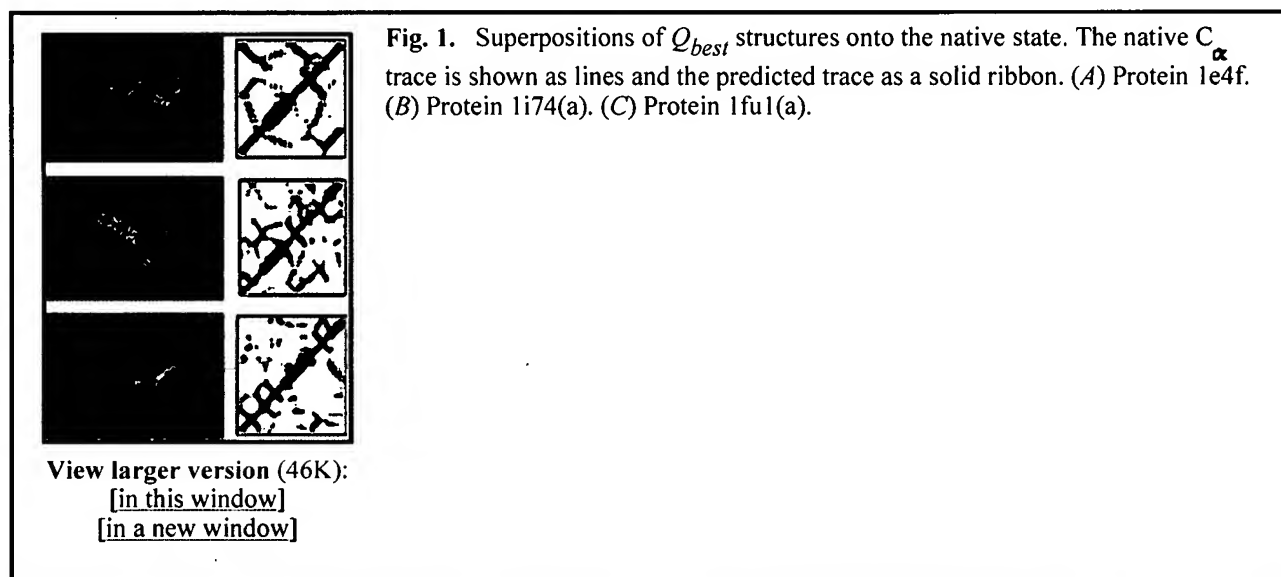 Fig. 1. Superpositions of Q_best structures onto the native state. The native C_α
trace is shown as lines and the predicted trace as a solid ribbon. (A) Protein 1e4f.
(B) Protein 1i74(a). (C) Protein 1fu1(a).
View larger version (46K):
[in this window]
[in a new window]